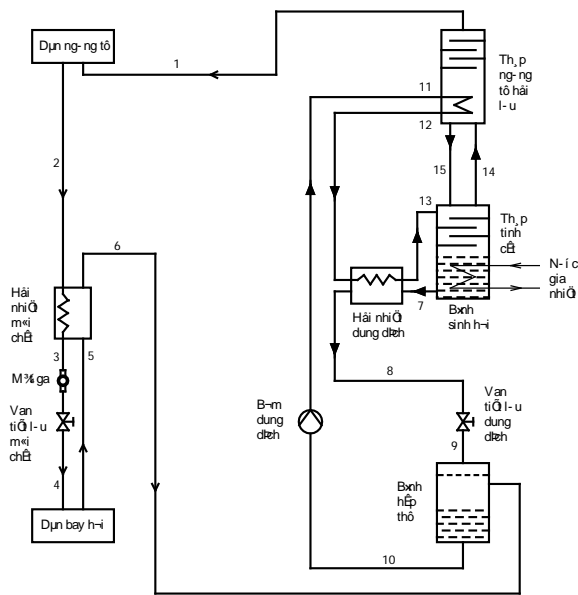 Dµn ng- ng tô
1
2
3
4
5
6
Håi
nhiÖt
m«i
chÊt
M¾t ga
Van
tiÕt l- u
m«i
chÊt
Dµn bay h¬i
Th¸p
ng- ng
tô håi
l- u
11
12
15
14
13
Th¸p
tinh
cÊt
N- í c
gia
nhiÖt
B×nh
sinh h¬i
7
Håi nhiÖt
dung dÞch
8
B¬m
dung
dÞch
Van
tiÕt l- u
dung
dÞch
9
B×nh
hÊp
thô
10